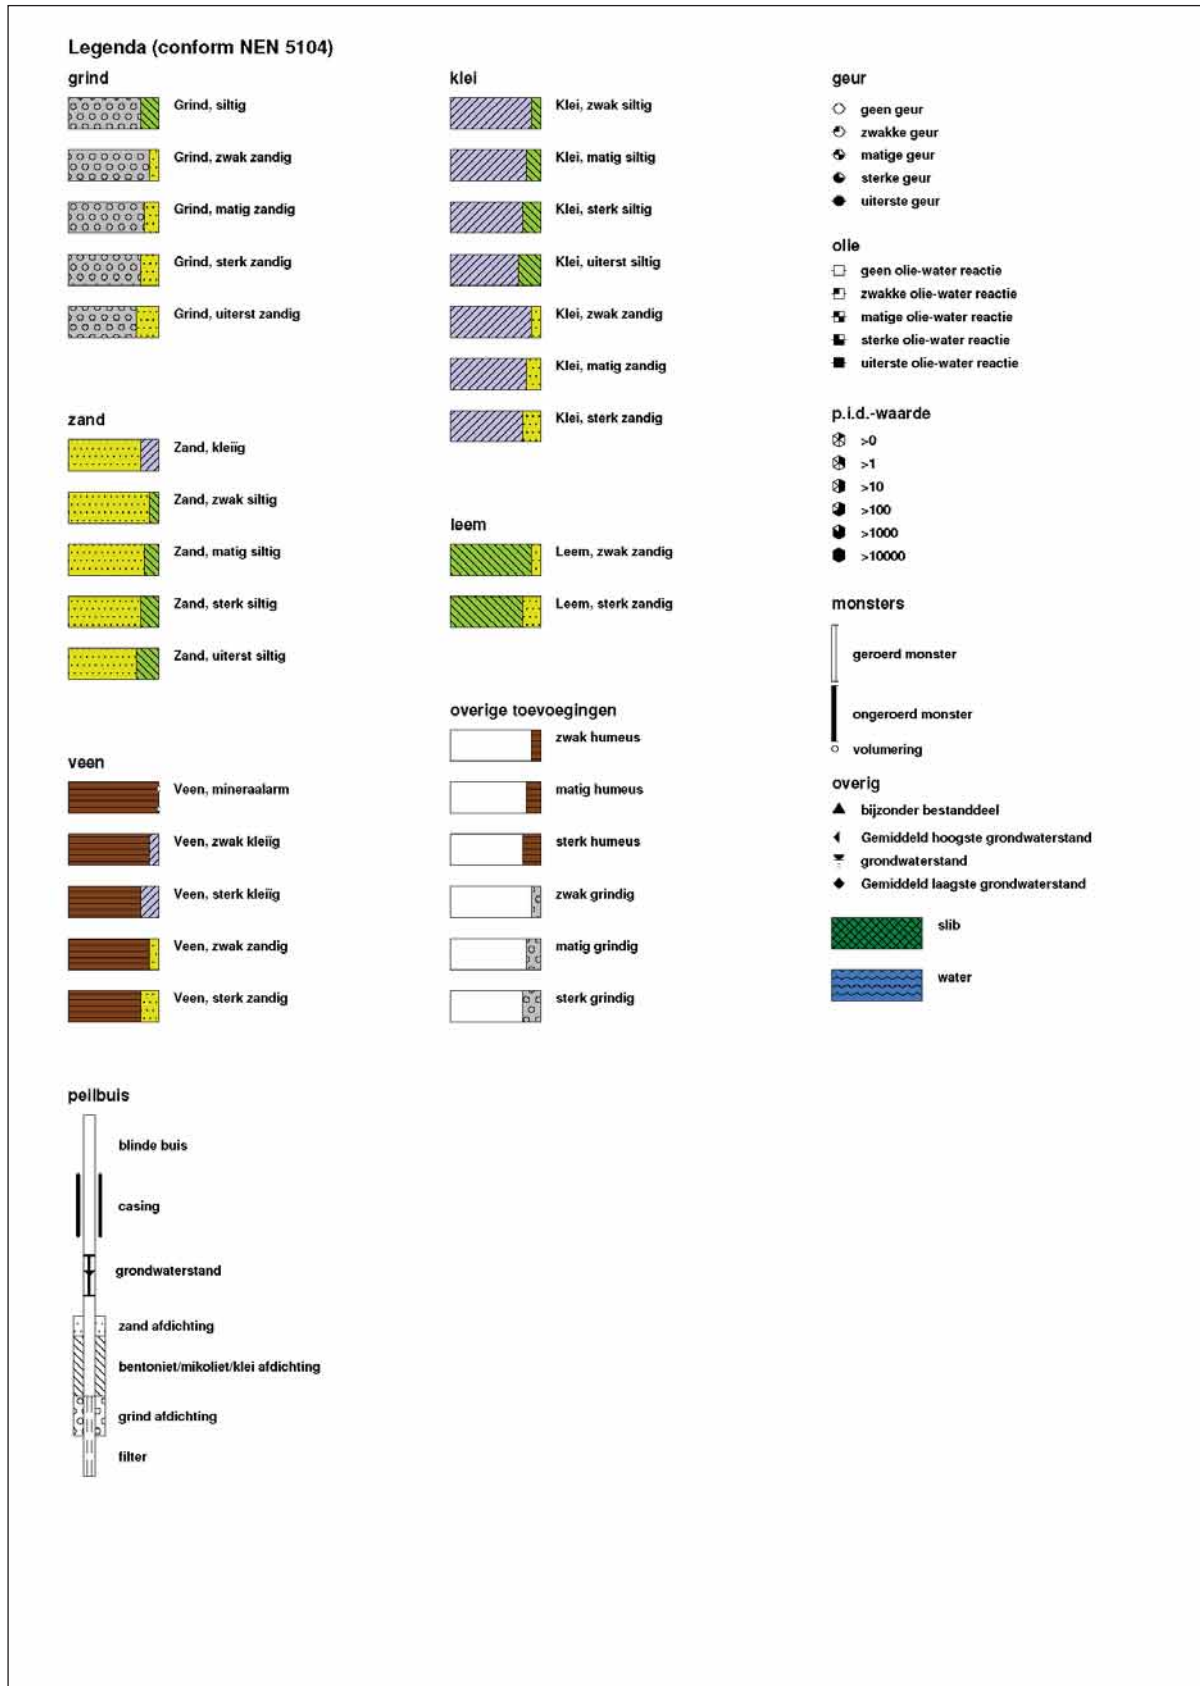 Legenda (conform NEN 5104)
grind
Grind, siltig
Grind, zwak zandig
Grind, matig zandig
Grind, sterk zandig
Grind, uiterst zandig
zand
Zand, kleiïg
Zand, zwak siltig
Zand, matig siltig
Zand, sterk siltig
Zand, uiterst siltig
veen
Veen, mineraalarm
Veen, zwak kleiïg
Veen, sterk kleiïg
Veen, zwak zandig
Veen, sterk zandig
peilbuis
blinde buis
casing
grondwaterstand
zand afdichting
bentoniet/mikoliet/klei afdichting
grind afdichting
filter
klei
Klei, zwak siltig
Klei, matig siltig
Klei, sterk siltig
Klei, uiterst siltig
Klei, zwak zandig
Klei, matig zandig
Klei, sterk zandig
leem
Leem, zwak zandig
Leem, sterk zandig
overige toevoegingen
zwak humeus
matig humeus
sterk humeus
zwak grindig
matig grindig
sterk grindig
geur
geen geur
zwakke geur
matige geur
sterke geur
uiterste geur
olie
geen olie-water reactie
zwakke olie-water reactie
matige olie-water reactie
sterke olie-water reactie
uiterste olie-water reactie
p.i.d.-waarde
>0
>1
>10
>100
>1000
>10000
monsters
geroerd monster
ongeroerd monster
volumering
overig
bijzonder bestanddeel
Gemiddeld hoogste grondwaterstand
grondwaterstand
Gemiddeld laagste grondwaterstand
slib
water